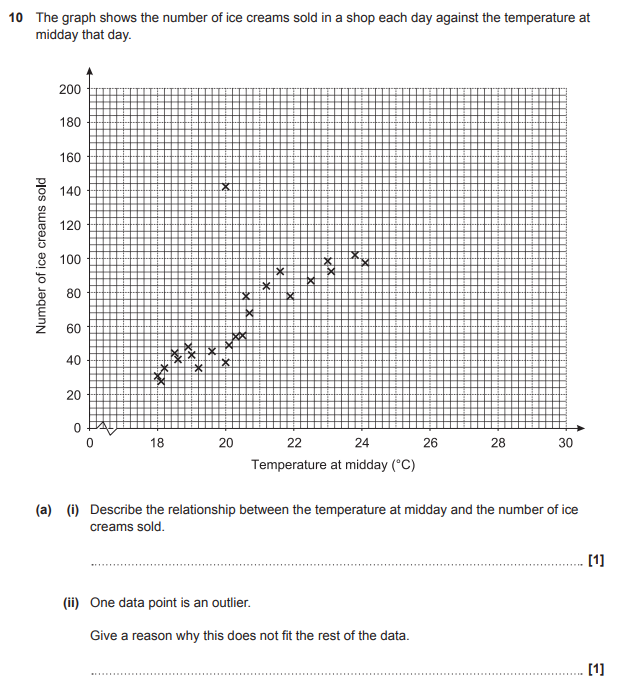 10 The graph shows the number of ice creams sold in a shop each day against the temperature at
midday that day.
200
180
160
140
120
100
80
60
40
20
0
Number of ice creams sold
0 18 20 22 24 26 28 30
Temperature at midday (°C)
(a) (i) Describe the relationship between the temperature at midday and the number of ice
creams sold.
[1]
(ii) One data point is an outlier.
Give a reason why this does not fit the rest of the data.
[1]